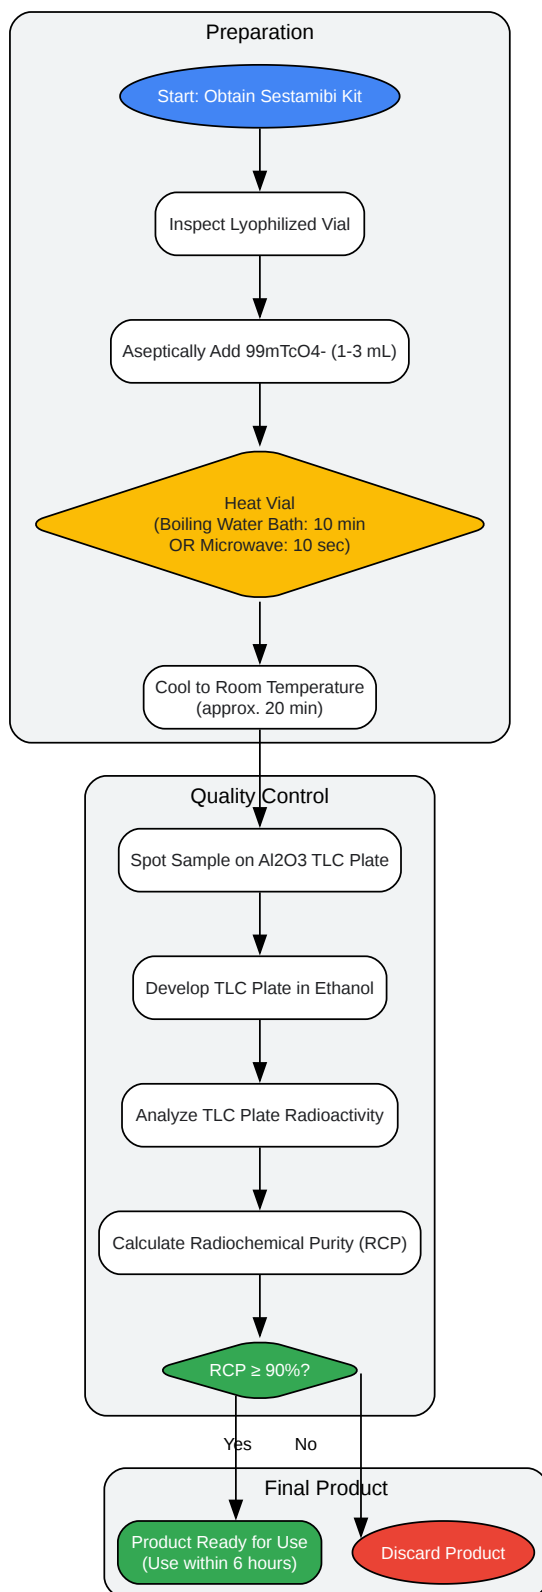 Preparation
Start: Obtain Sestamibi Kit
Inspect Lyophilized Vial
Aseptically Add 99mTcO4- (1-3 mL)
Heat Vial
(Boiling Water Bath: 10 min
OR Microwave: 10 sec)
Cool to Room Temperature
(approx. 20 min)
Quality Control
Spot Sample on Al2O3 TLC Plate
Develop TLC Plate in Ethanol
Analyze TLC Plate Radioactivity
Calculate Radiochemical Purity (RCP)
RCP ≥ 90%?
Yes
No
Final Product
Product Ready for Use
(Use within 6 hours)
Discard Product